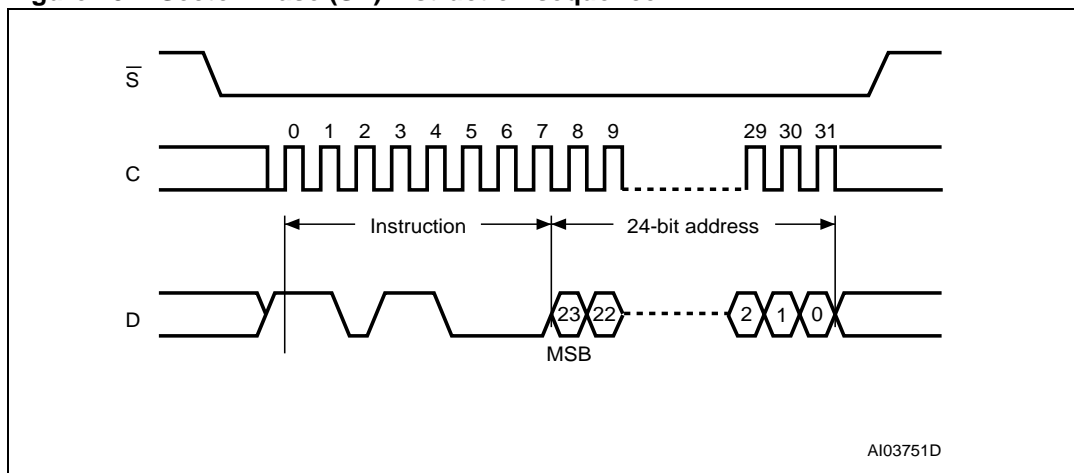 S
0 1 2 3 4 5 6 7 8 9 29 30 31
C
Instruction 24-bit address
D 23 22 2 1 0
MSB
AI03751D